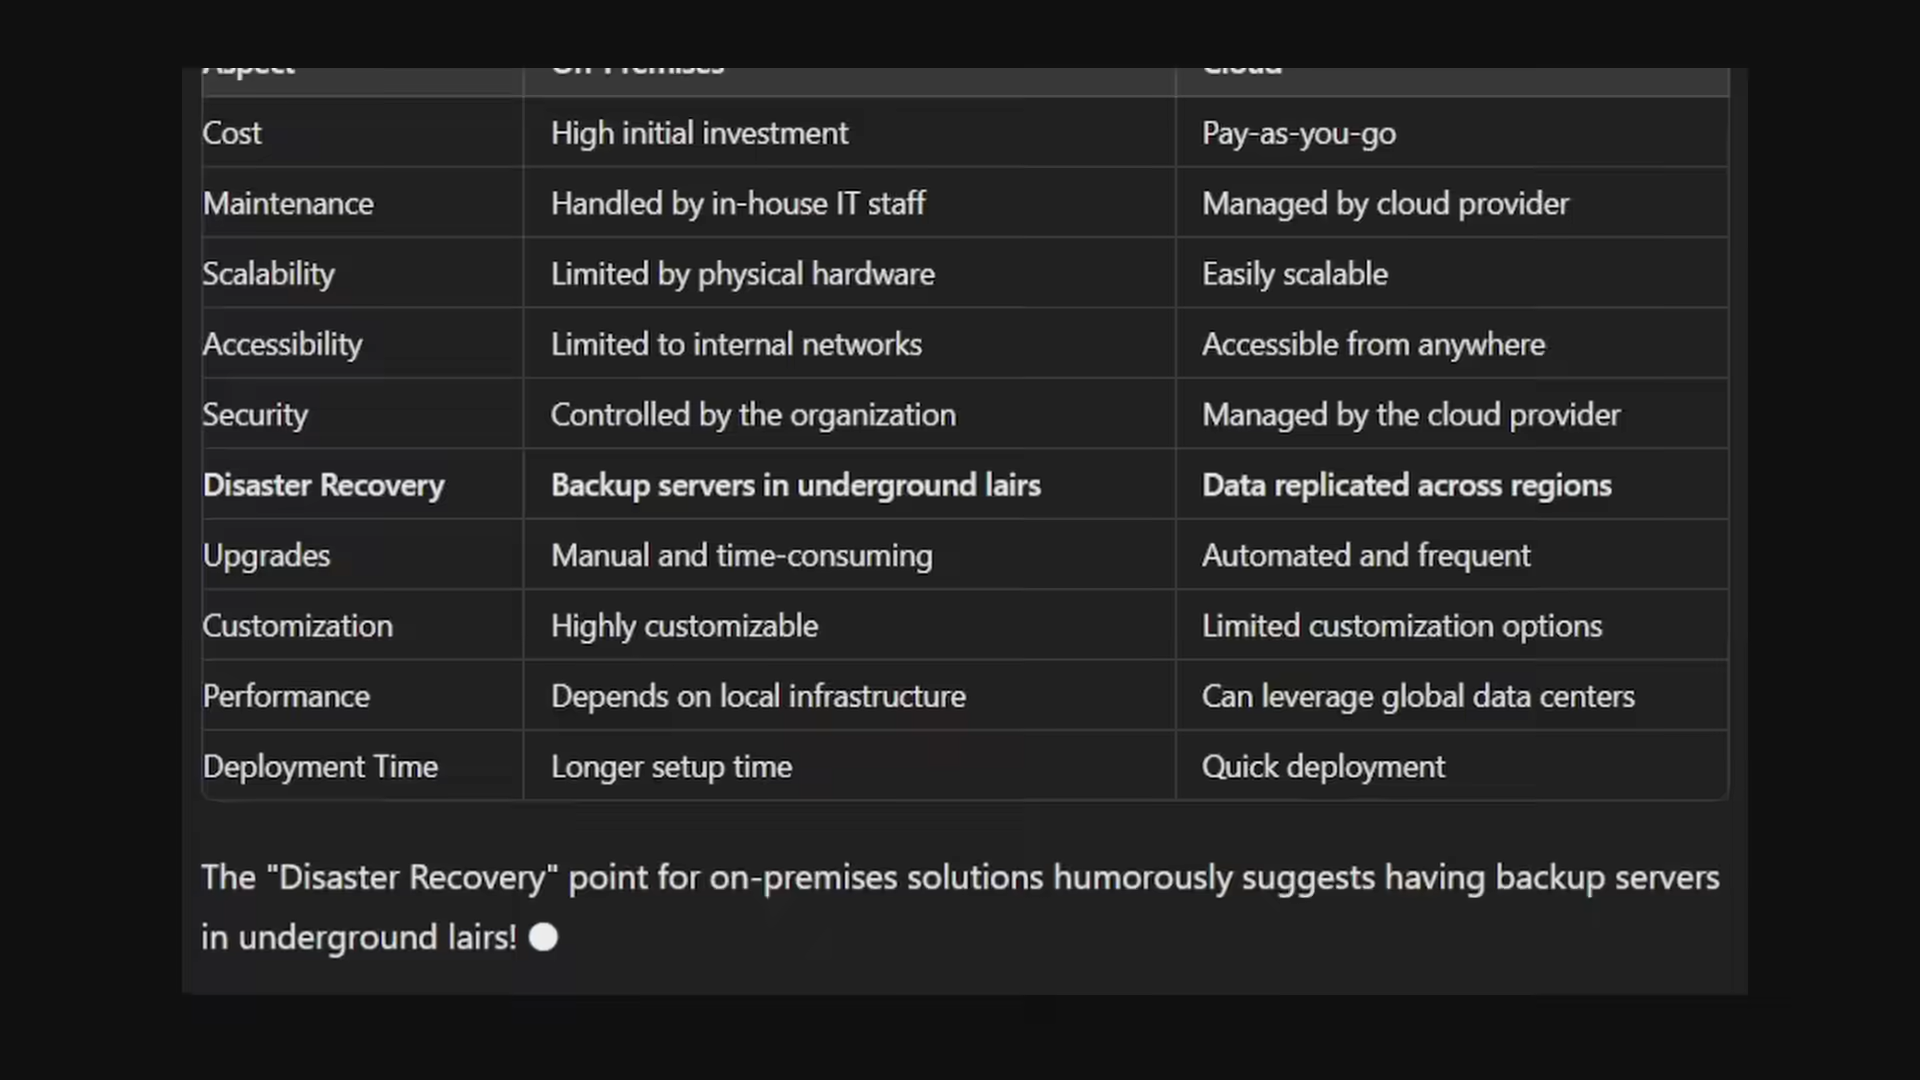 Aspect On-Premises Cloud
Cost High initial investment Pay-as-you-go
Maintenance Handled by in-house IT staff Managed by cloud provider
Scalability Limited by physical hardware Easily scalable
Accessibility Limited to internal networks Accessible from anywhere
Security Controlled by the organization Managed by the cloud provider
Disaster Recovery Backup servers in underground lairs Data replicated across regions
Upgrades Manual and time-consuming Automated and frequent
Customization Highly customizable Limited customization options
Performance Depends on local infrastructure Can leverage global data centers
Deployment Time Longer setup time Quick deployment
The "Disaster Recovery" point for on-premises solutions humorously suggests having backup servers
in underground lairs!